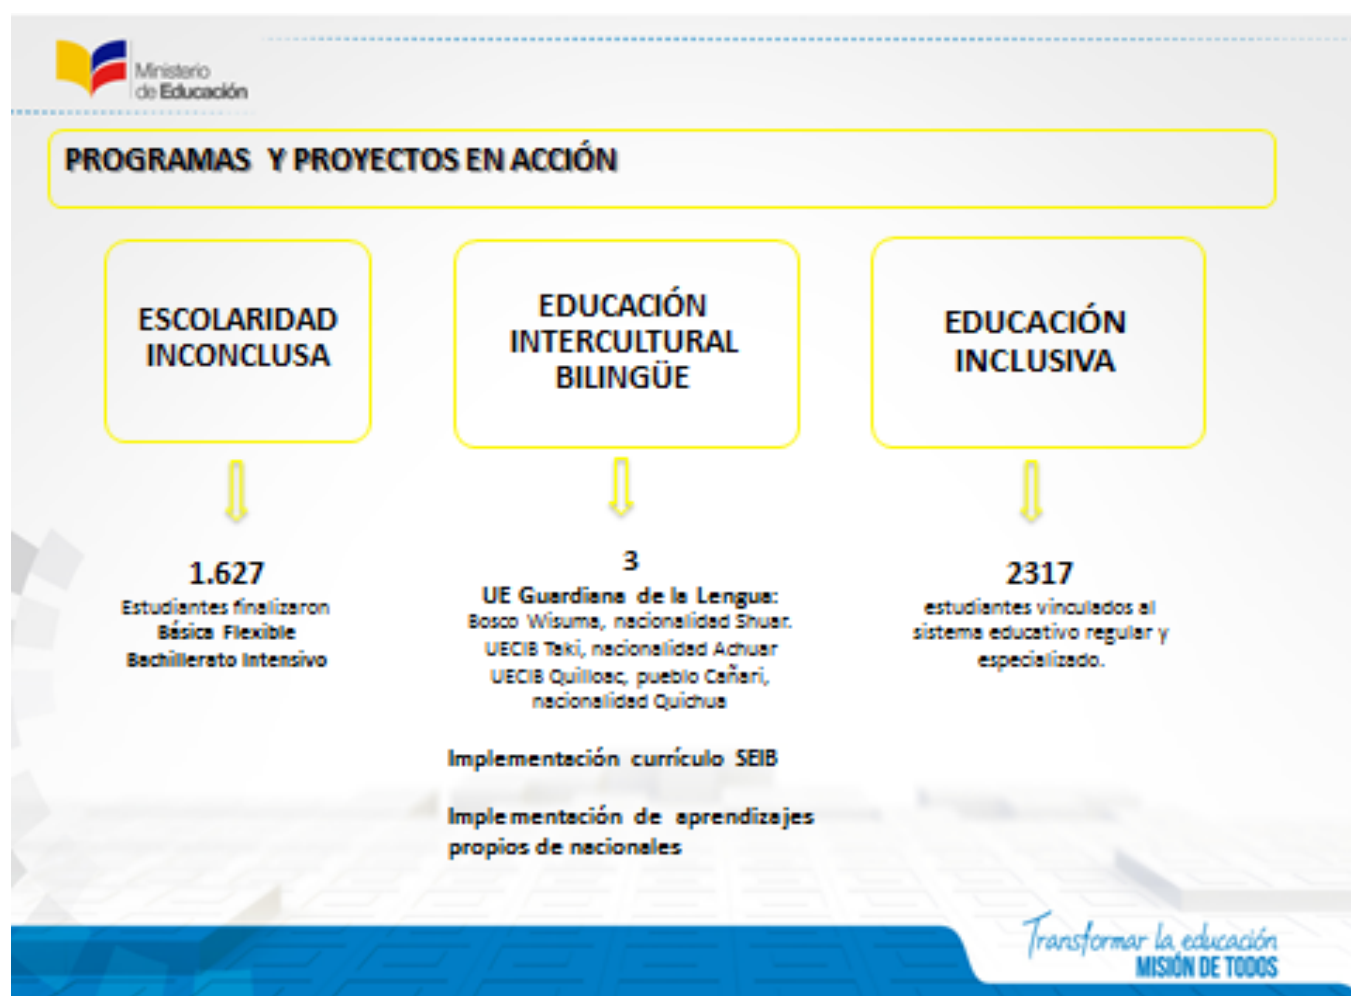 Ministerio
de Educación
PROGRAMAS Y PROYECTOS EN ACCIÓN
ESCOLARIDAD
INCONCLUSA
1.627
Estudiantes finalizaron
Básica Flexible
Bachillerato Intensivo
EDUCACIÓN
INTERCULTURAL
BILINGÜE
3
UE Guardiana de la Lengua:
Bosco Wisuma, nacionalidad Shuar.
UECIB Taki, nacionalidad Achuar
UECIB Quilloac, pueblo Cañari,
nacionalidad Quichua
Implementación currículo SEIB
Implementación de aprendizajes
propios de nacionales
EDUCACIÓN
INCLUSIVA
2317
estudiantes vinculados al
sistema educativo regular y
especializado.
Transformar la educación
MISIÓN DE TODOS